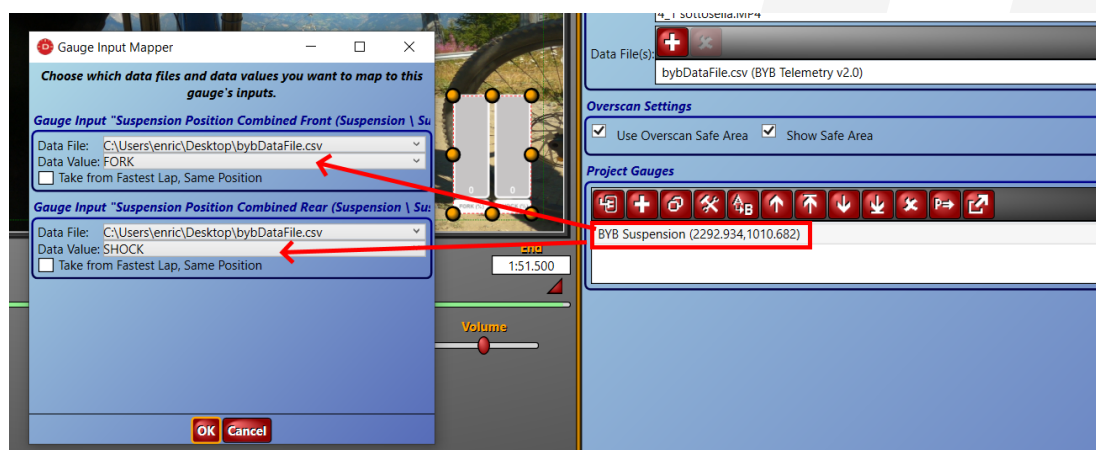 Gauge Input Mapper
Choose which data files and data values you want to map to this
gauge's inputs.
Gauge Input "Suspension Position Combined Front (Suspension \ Su
Data File: C:\Users\enric\Desktop\bybDataFile.csv
Data Value: FORK
Take from Fastest Lap, Same Position
Gauge Input "Suspension Position Combined Rear (Suspension \ Su
Data File: C:\Users\enric\Desktop\bybDataFile.csv
Data Value: SHOCK
Take from Fastest Lap, Same Position
OK Cancel
0 0
End
1:51.500
Volume
4_1 sottosella.MP4
Data File(s):
bybDataFile.csv (BYB Telemetry v2.0)
Overscan Settings
Use Overscan Safe Area Show Safe Area
Project Gauges
A B P
BYB Suspension (2292.934,1010.682)